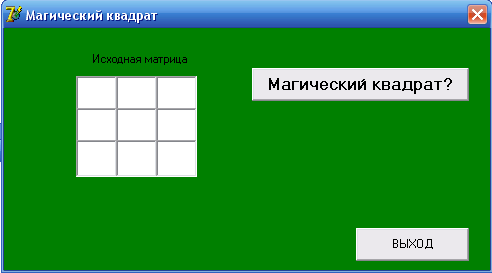 Магический квадрат
Исходная матрица
Магический квадрат?
ВЫХОД